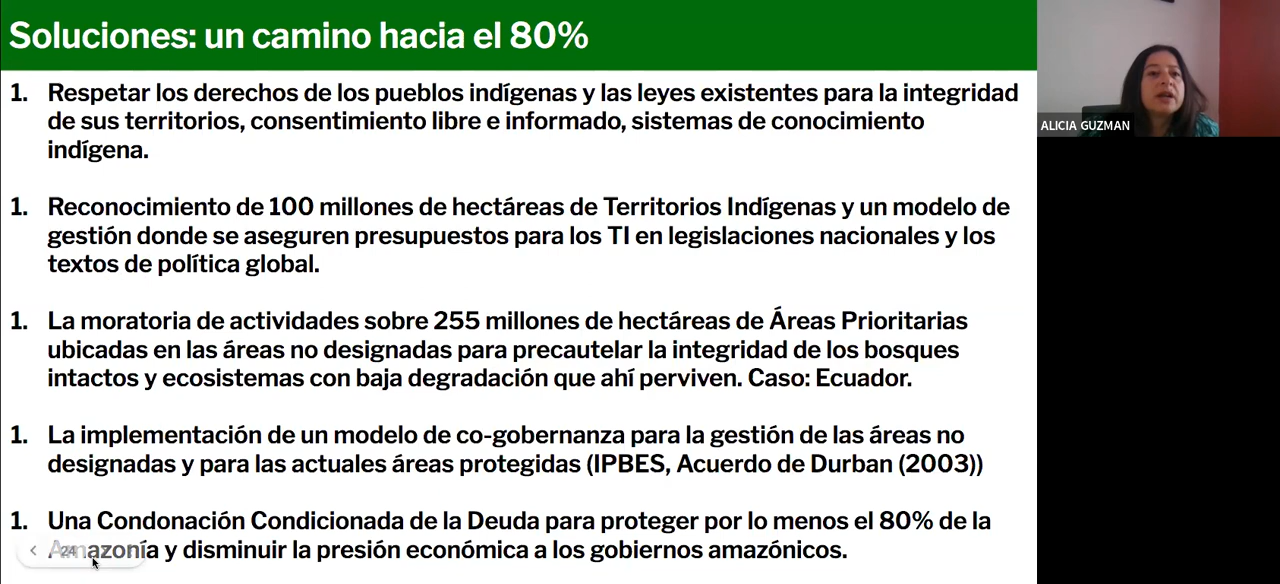 Soluciones: un camino hacia el 80%
1. Respetar los derechos de los pueblos indígenas y las leyes existentes para la integridad
de sus territorios, consentimiento libre e informado, sistemas de conocimiento
indígena.
1. Reconocimiento de 100 millones de hectáreas de Territorios Indígenas y un modelo de
gestión donde se aseguren presupuestos para los TI en legislaciones nacionales y los
textos de política global.
1. La moratoria de actividades sobre 255 millones de hectáreas de Áreas Prioritarias
ubicadas en las áreas no designadas para precautelar la integridad de los bosques
intactos y ecosistemas con baja degradación que ahí perviven. Caso: Ecuador.
1. La implementación de un modelo de co-gobernanza para la gestión de las áreas no
designadas y para las actuales áreas protegidas (IPBES, Acuerdo de Durban (2003))
1. Una Condonación Condicionada de la Deuda para proteger por lo menos el 80% de la
Amazonía y disminuir la presión económica a los gobiernos amazónicos.
24
ALICIA GUZMAN